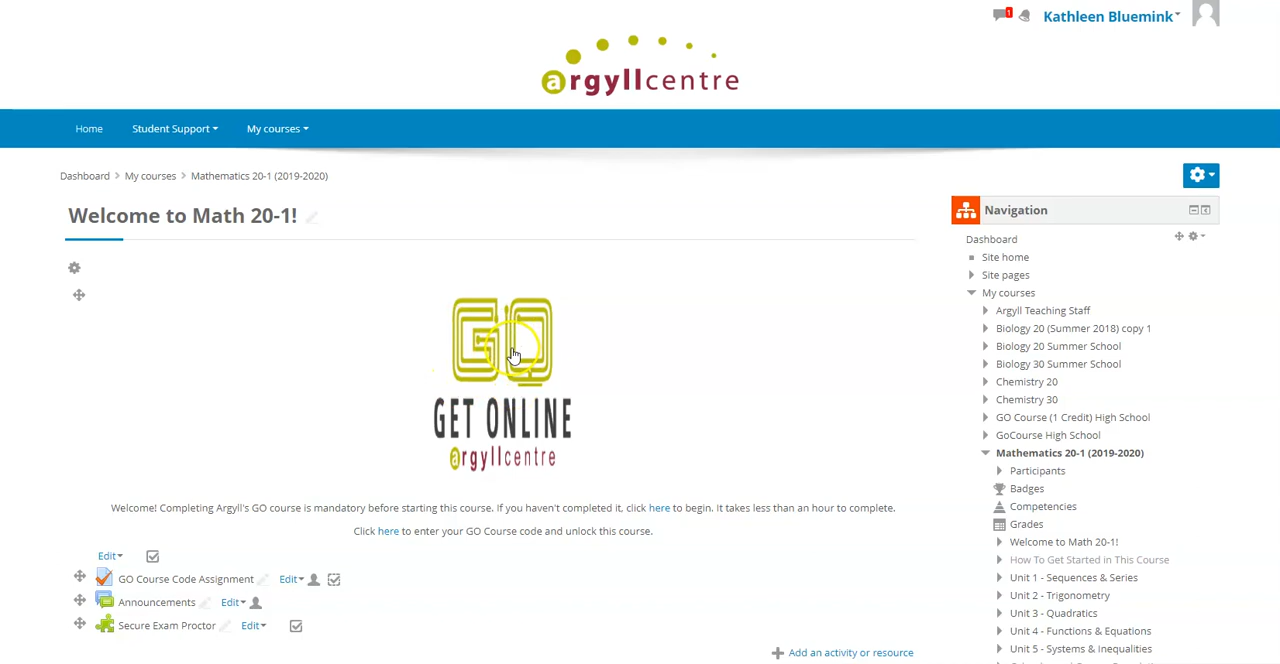 1
Kathleen Bluemink
argyllcentre
Home Student Support My courses
Dashboard My courses Mathematics 20-1 (2019-2020)
Welcome to Math 20-1!
GO
GET ONLINE
argyllcentre
Welcome! Completing Argyll's GO course is mandatory before starting this course. If you haven't completed it, click here to begin. It takes less than an hour to complete.
Click here to enter your GO Course code and unlock this course.
Edit
GO Course Code Assignment Edit
Announcements Edit
Secure Exam Proctor Edit
Add an activity or resource
Navigation
Dashboard
Site home
Site pages
My courses
Argyll Teaching Staff
Biology 20 (Summer 2018) copy 1
Biology 20 Summer School
Biology 30 Summer School
Chemistry 20
Chemistry 30
GO Course (1 Credit) High School
GoCourse High School
Mathematics 20-1 (2019-2020)
Participants
Badges
Competencies
Grades
Welcome to Math 20-1!
How To Get Started in This Course
Unit 1 - Sequences & Series
Unit 2 - Trigonometry
Unit 3 - Quadratics
Unit 4 - Functions & Equations
Unit 5 - Systems & Inequalities